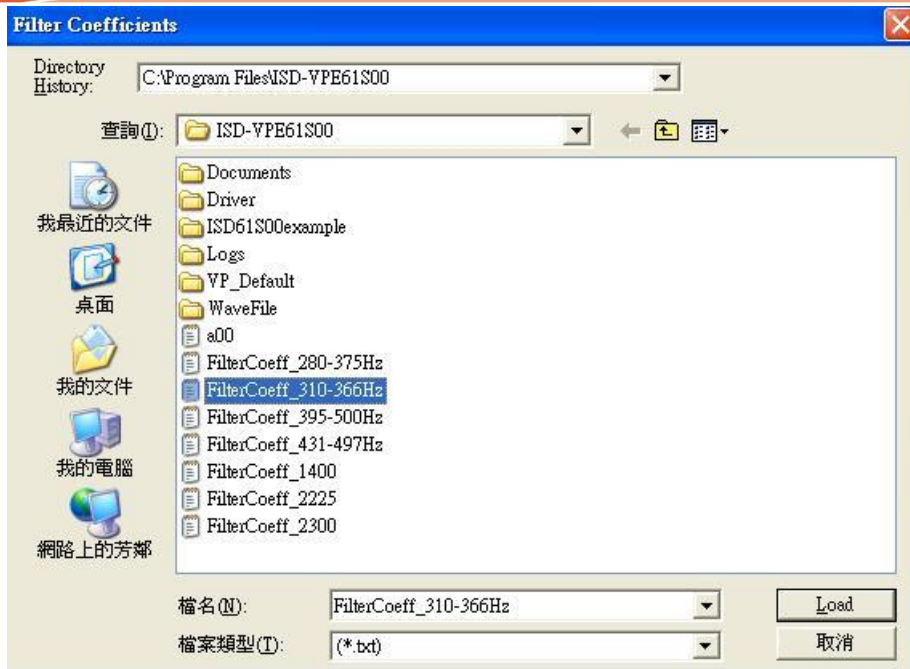 Filter Coefficients
Directory
History:
C:\Program Files\ISD-VPE61S00
查詢(I):
ISD-VPE61S00
我最近的文件
桌面
我的文件
我的電腦
網路上的芳鄰
Documents
Driver
ISD61S00example
Logs
VP_Default
WaveFile
a00
FilterCoeff_280-375Hz
FilterCoeff_310-366Hz
FilterCoeff_395-500Hz
FilterCoeff_431-497Hz
FilterCoeff_1400
FilterCoeff_2225
FilterCoeff_2300
檔名(N):
FilterCoeff_310-366Hz
Load
檔案類型(T):
(*.txt)
取消